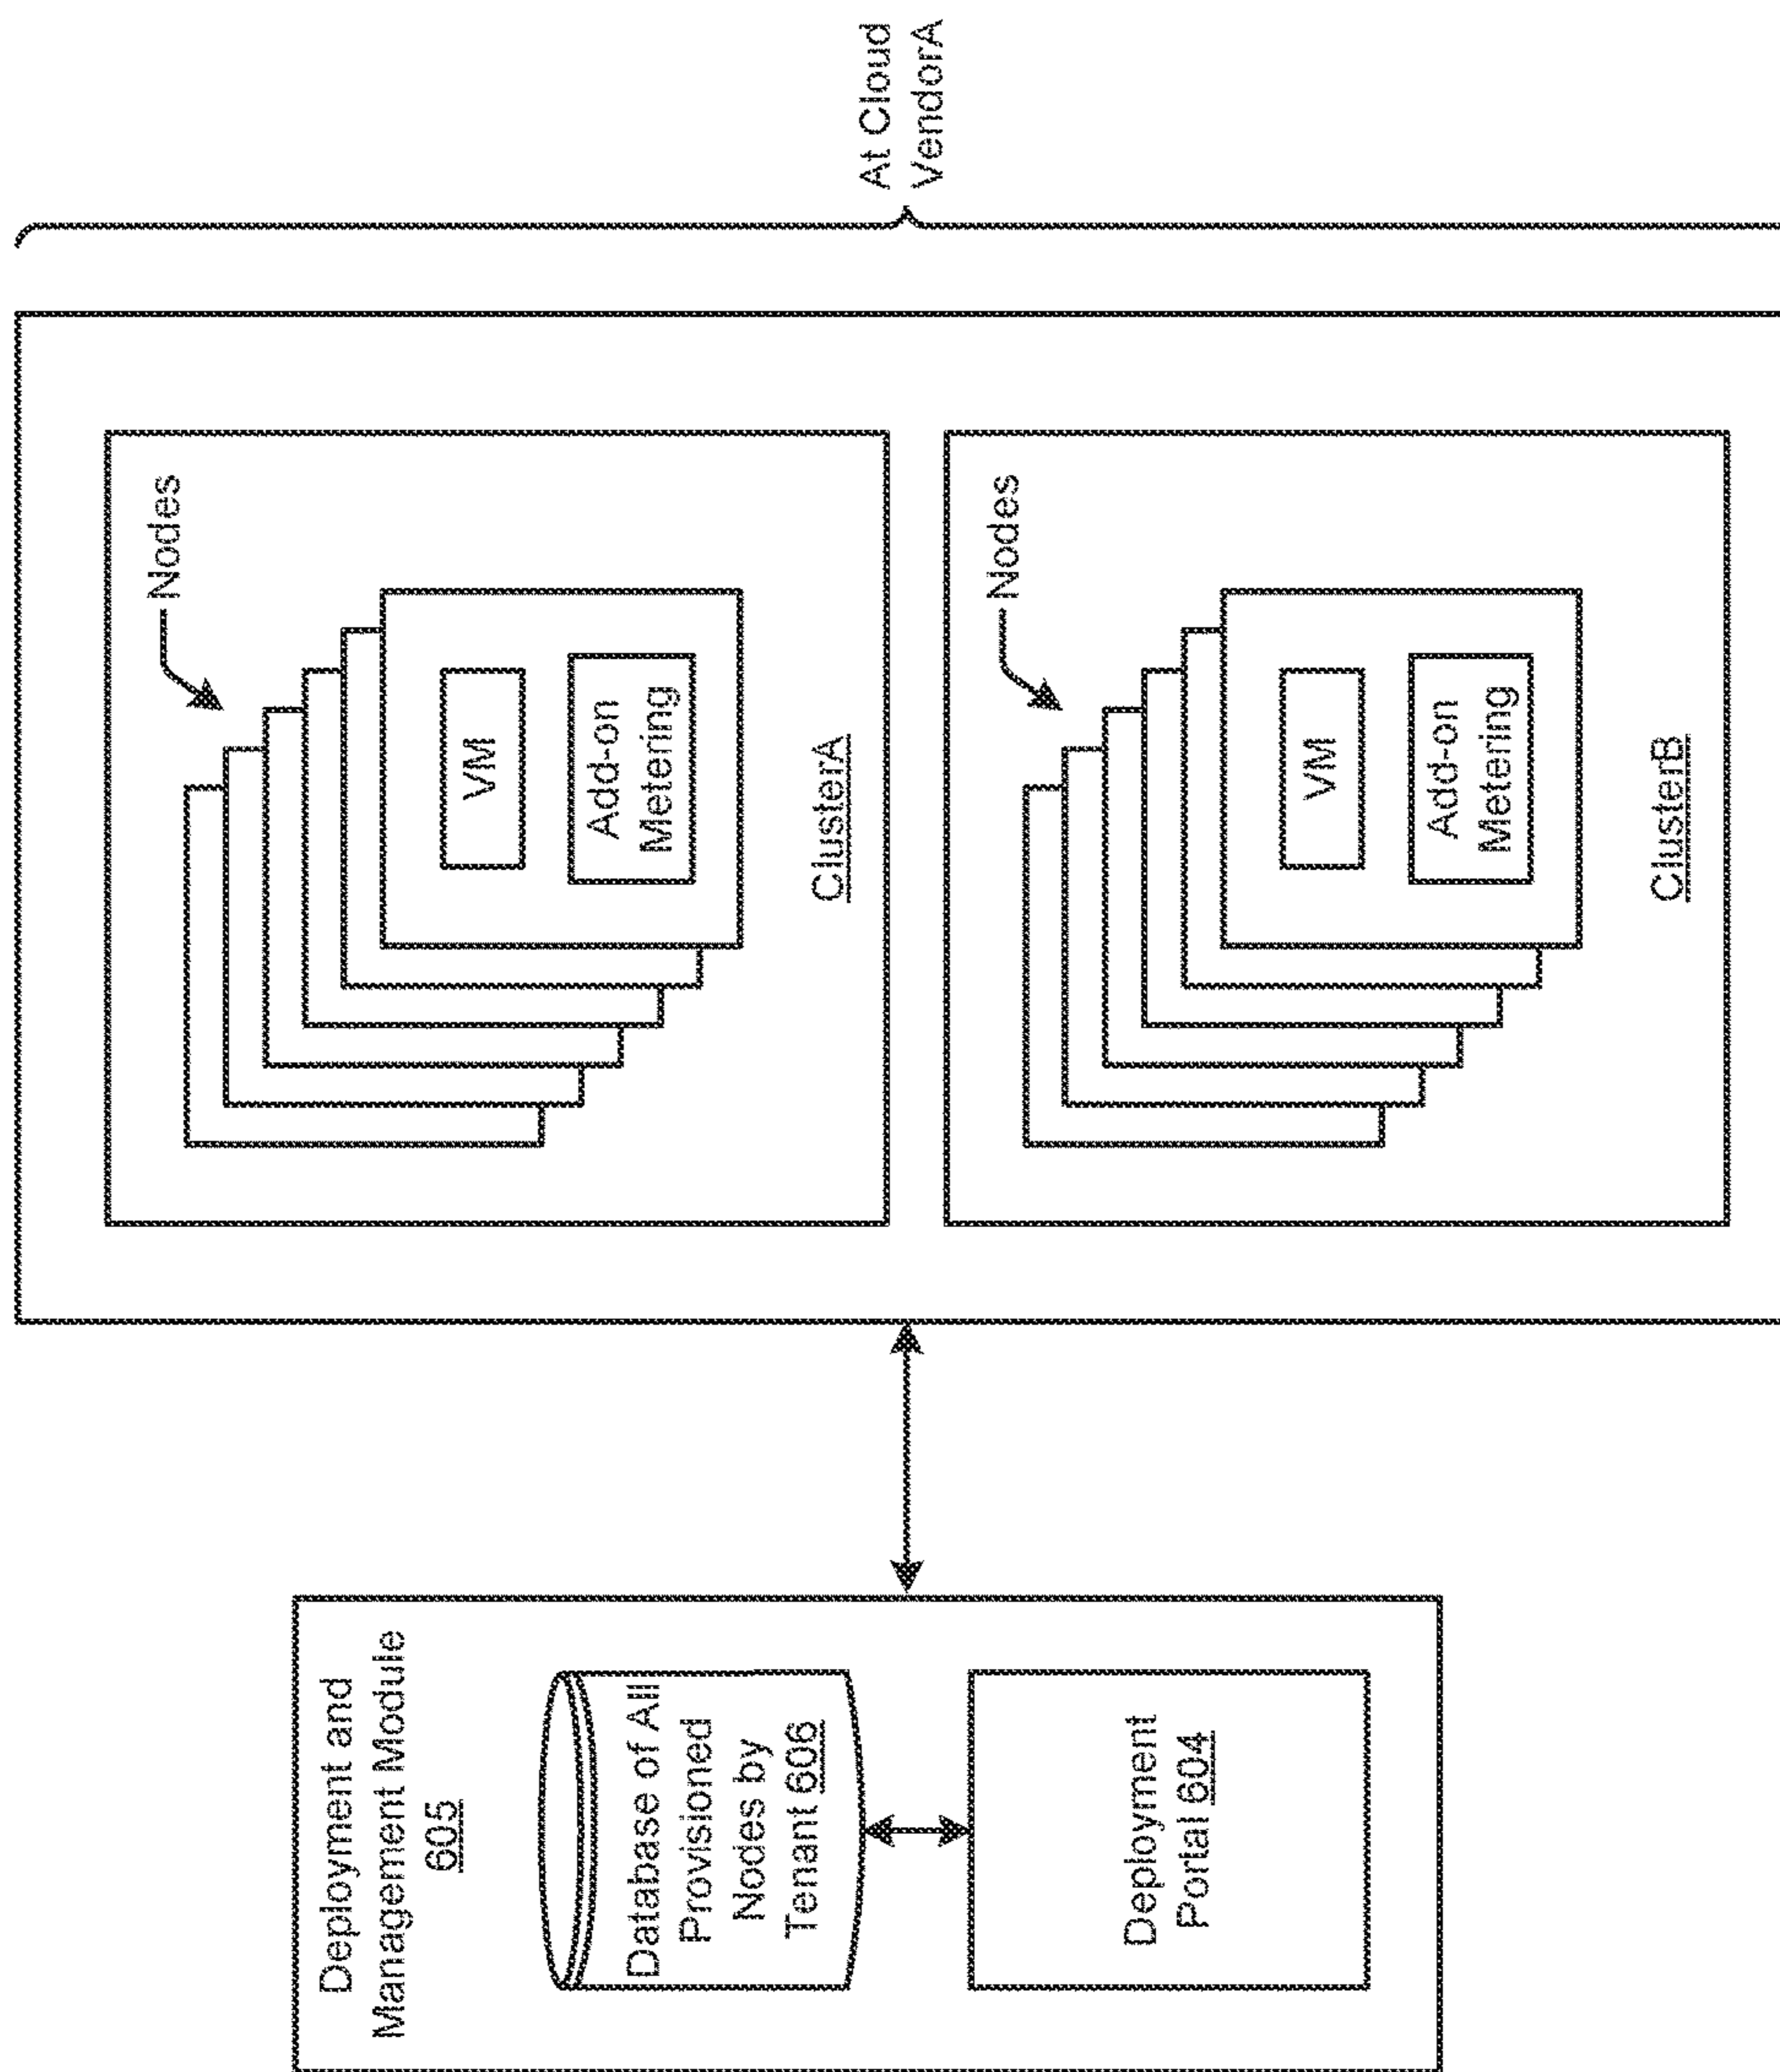 Deployment and
Management Module
605
Database of All
Provisioned
Nodes by
Tenant 606
Deployment
Portal 604
Nodes
VM
Add-on
Metering
ClusterA
Nodes
VM
Add-on
Metering
ClusterB
At Cloud
VendorA